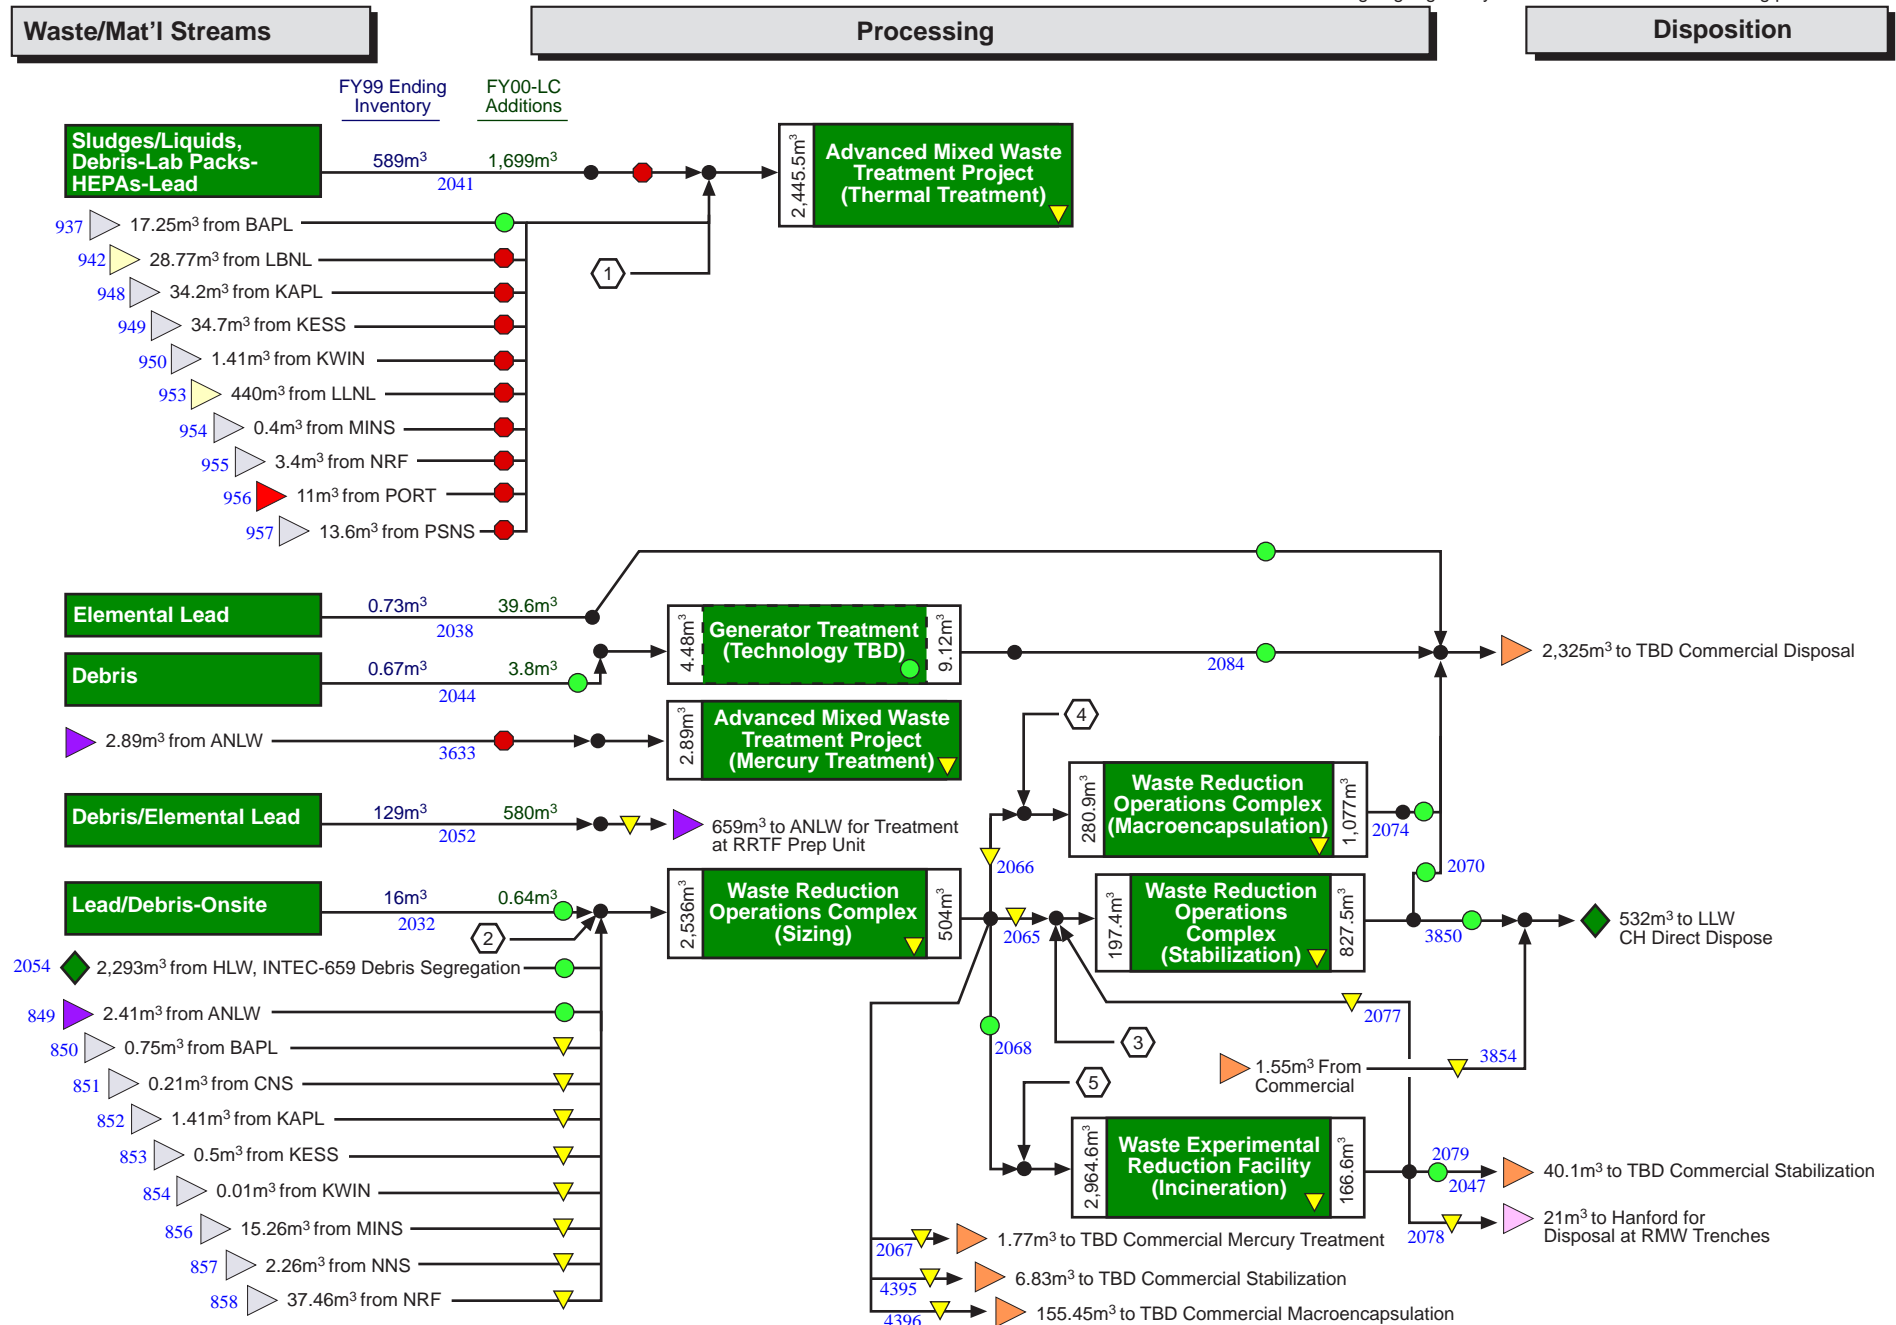 Waste/Mat'l Streams
Processing
Disposition
FY99 Ending
Inventory
FY00-LC
Additions
Sludges/Liquids,
Debris-Lab Packs-
HEPAs-Lead
589m³
1,699m³
2041
2,445.5m³
Advanced Mixed Waste
Treatment Project
(Thermal Treatment)
937
17.25m³ from BAPL
942
28.77m³ from LBNL
1
948
34.2m³ from KAPL
949
34.7m³ from KESS
950
1.41m³ from KWIN
953
440m³ from LLNL
954
0.4m³ from MINS
955
3.4m³ from NRF
956
11m³ from PORT
957
13.6m³ from PSNS
Elemental Lead
0.73m³
39.6m³
2038
4.48m³
Generator Treatment
(Technology TBD)
9.12m³
2084
2,325m³ to TBD Commercial Disposal
Debris
0.67m³
3.8m³
2044
2.89m³ from ANLW
3633
2.89m³
Advanced Mixed Waste
Treatment Project
(Mercury Treatment)
4
Debris/Elemental Lead
129m³
580m³
2052
659m³ to ANLW for Treatment
at RRTF Prep Unit
280.9m³
Waste Reduction
Operations Complex
(Macroencapsulation)
1,077m³
2074
2066
2070
Lead/Debris-Onsite
16m³
0.64m³
2032
2
2,536m³
Waste Reduction
Operations Complex
(Sizing)
504m³
2065
197.4m³
Waste Reduction
Operations
Complex
(Stabilization)
827.5m³
3850
532m³ to LLW
CH Direct Dispose
2054
2,293m³ from HLW, INTEC-659 Debris Segregation
849
2.41m³ from ANLW
2077
850
0.75m³ from BAPL
2068
3
3854
1.55m³ From
Commercial
851
0.21m³ from CNS
5
852
1.41m³ from KAPL
853
0.5m³ from KESS
2,964.6m³
Waste Experimental
Reduction Facility
(Incineration)
166.6m³
2079
2047
40.1m³ to TBD Commercial Stabilization
854
0.01m³ from KWIN
856
15.26m³ from MINS
2078
21m³ to Hanford for
Disposal at RMW Trenches
2067
1.77m³ to TBD Commercial Mercury Treatment
857
2.26m³ from NNS
4395
6.83m³ to TBD Commercial Stabilization
858
37.46m³ from NRF
4396
155.45m³ to TBD Commercial Macroencapsulation